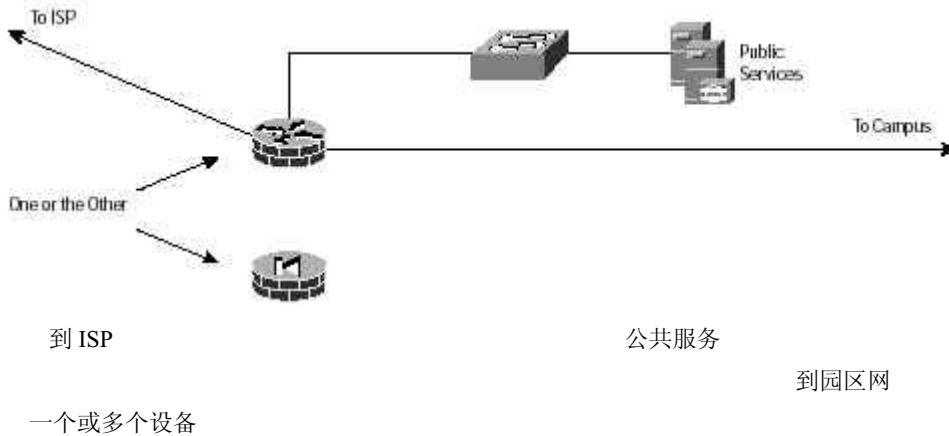 To ISP
Public
Services
To Campus
One or the Other
到 ISP
公共服务
到园区网
一个或多个设备